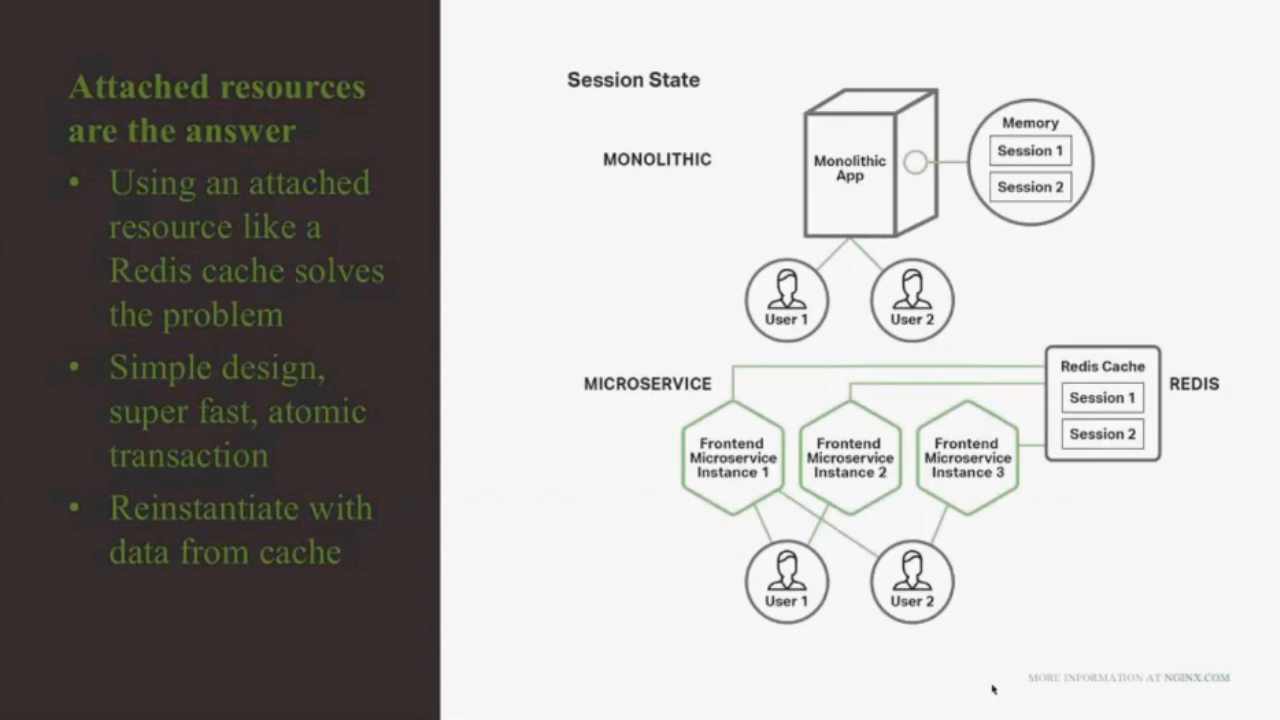 Attached resources
are the answer
• Using an attached
resource like a
Redis cache solves
the problem
• Simple design,
super fast, atomic
transaction
• Reinstantiate with
data from cache
Session State
MONOLITHIC
Monolithic
App
Memory
Session 1
Session 2
User 1
User 2
MICROSERVICE
Redis Cache
Session 1
Session 2
REDIS
Frontend
Microservice
Instance 1
Frontend
Microservice
Instance 2
Frontend
Microservice
Instance 3
User 1
User 2
MORE INFORMATION AT NGINX.COM